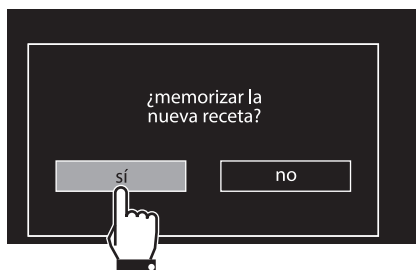 ¿memorizar la
nueva receta?
sí
no